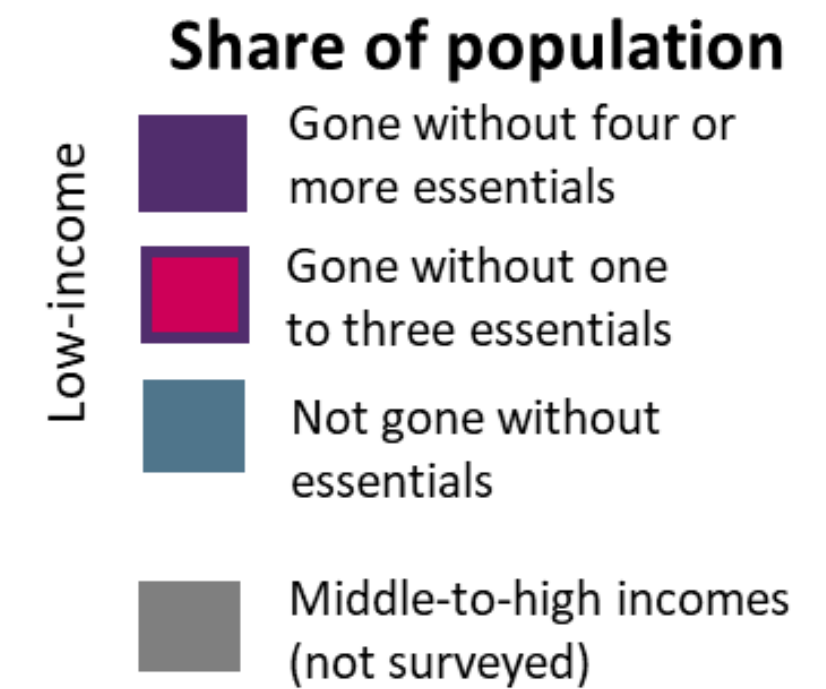 Share of population
Low-income
Gone without four or
more essentials
Gone without one
to three essentials
Not gone without
essentials
Middle-to-high incomes
(not surveyed)